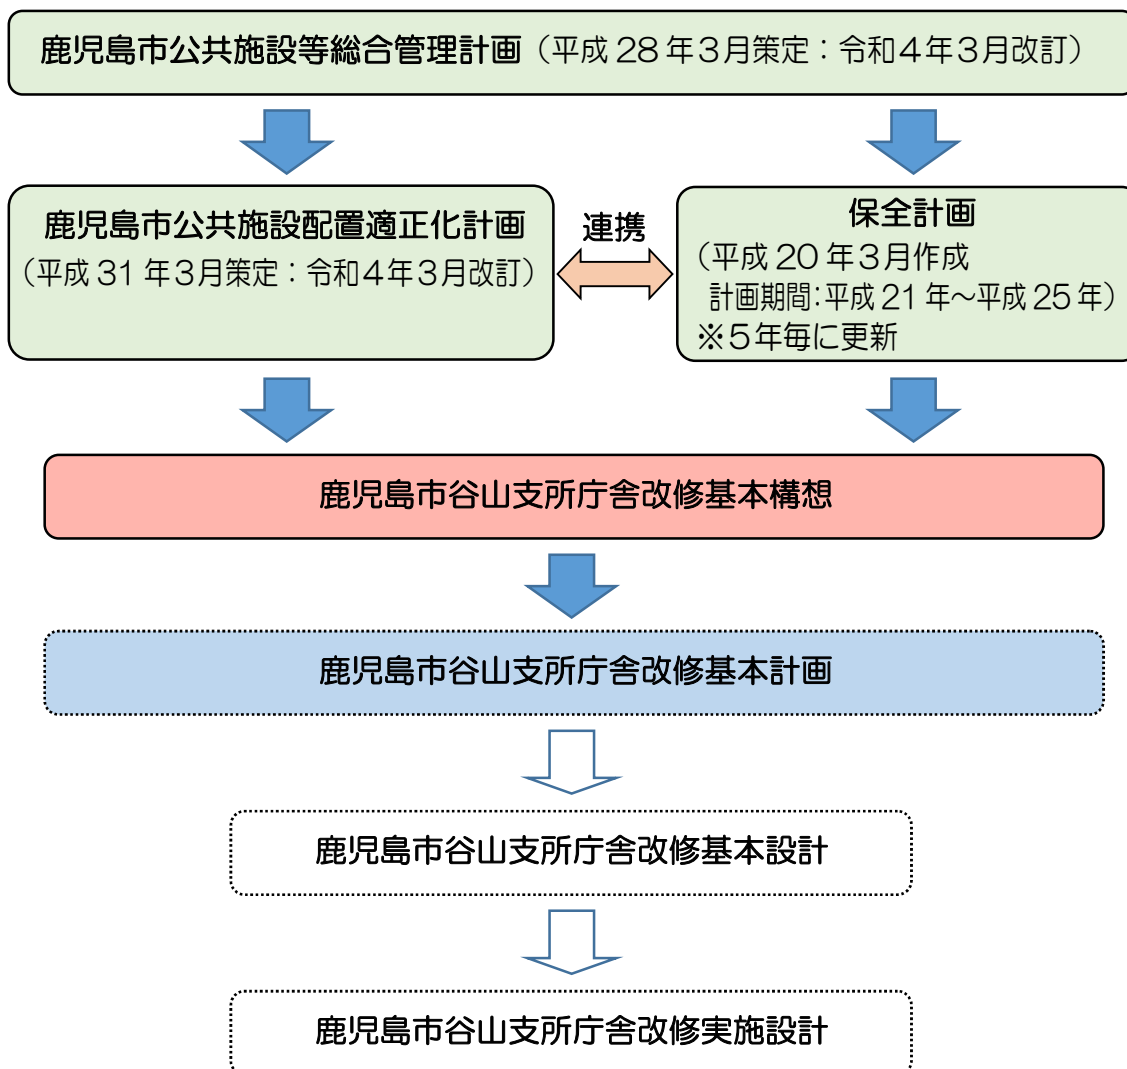 鹿児島市公共施設等総合管理計画（平成28年３月策定：令和４年３月改訂）
鹿児島市公共施設配置適正化計画
（平成31年３月策定：令和４年３月改訂）
連携
保全計画
（平成20年３月作成
計画期間：平成21年～平成25年）
※５年毎に更新
鹿児島市谷山支所庁舎改修基本構想
鹿児島市谷山支所庁舎改修基本計画
鹿児島市谷山支所庁舎改修基本設計
鹿児島市谷山支所庁舎改修実施設計